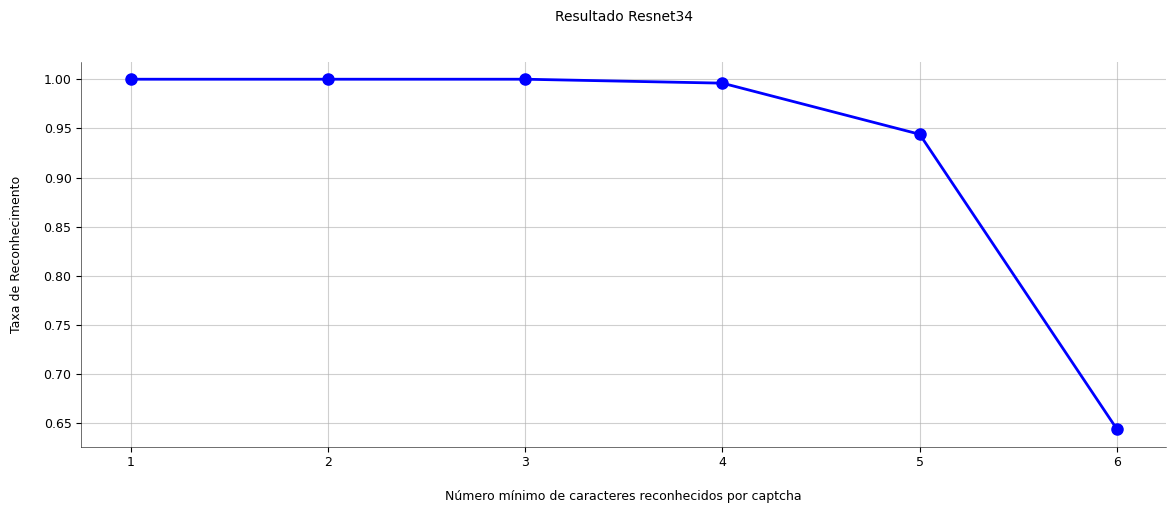 Resultado Resnet34
1.00
0.95
0.90
0.85
0.80
0.75
0.70
0.65
Taxa de Reconhecimento
1 2 3 4 5 6
Número mínimo de caracteres reconhecidos por captcha